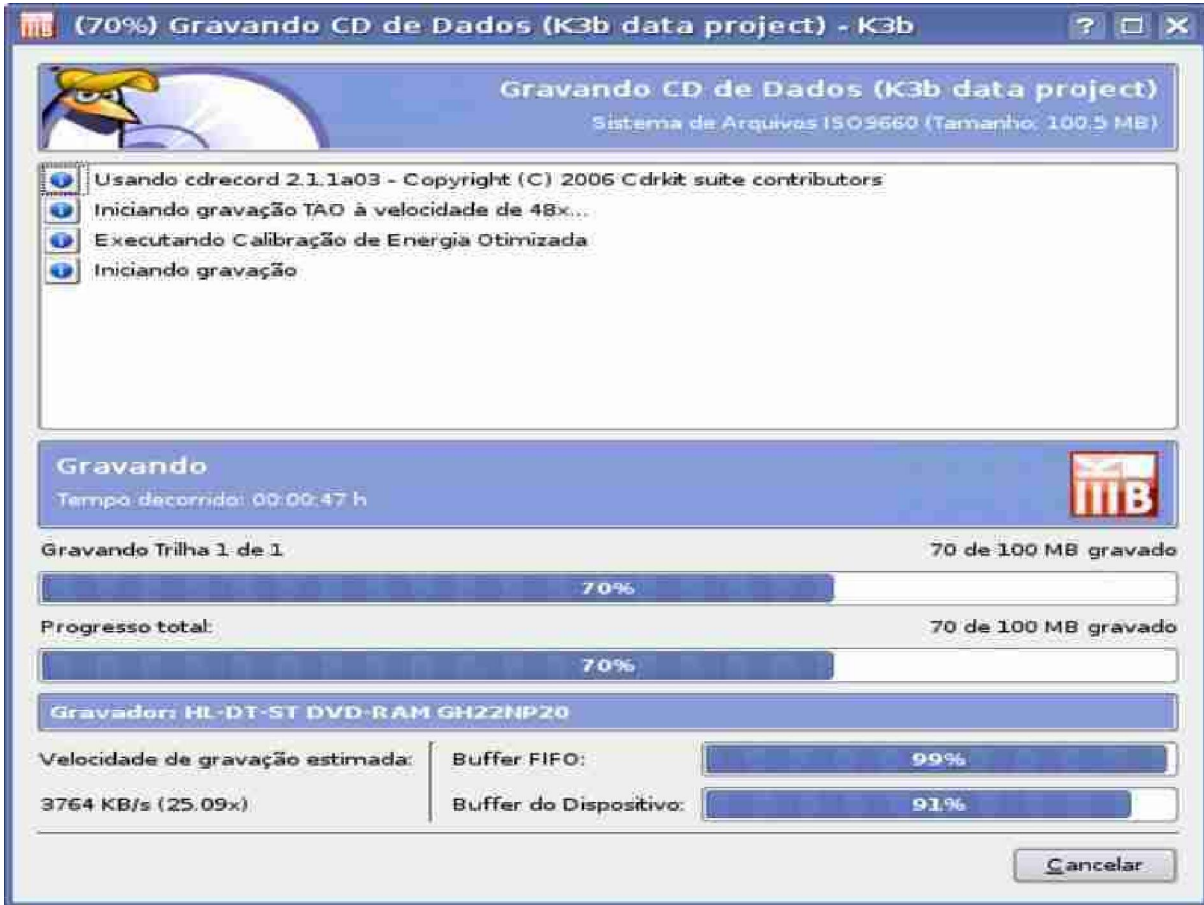 (70%) Gravando CD de Dados (K3b data project) - K3b
Gravando CD de Dados (K3b data project)
Sistema de Arquivos ISO9660 (Tamanho: 100.5 MB)
Usando cdrecord 2.1.1a03 - Copyright (C) 2006 Cdrkit suite contributors
Iniciando gravação TAO à velocidade de 48x...
Executando Calibração de Energia Otimizada
Iniciando gravação
Gravando
Tempo decorrido: 00:00:47 h
Gravando Trilha 1 de 1
70 de 100 MB gravado
70%
Progresso total:
70 de 100 MB gravado
70%
Gravador: HL-DT-ST DVD-RAM GH22NP20
Velocidade de gravação estimada:
3764 KB/s (25.09x)
Buffer FIFO:
99%
Buffer do Dispositivo:
91%
Cancelar